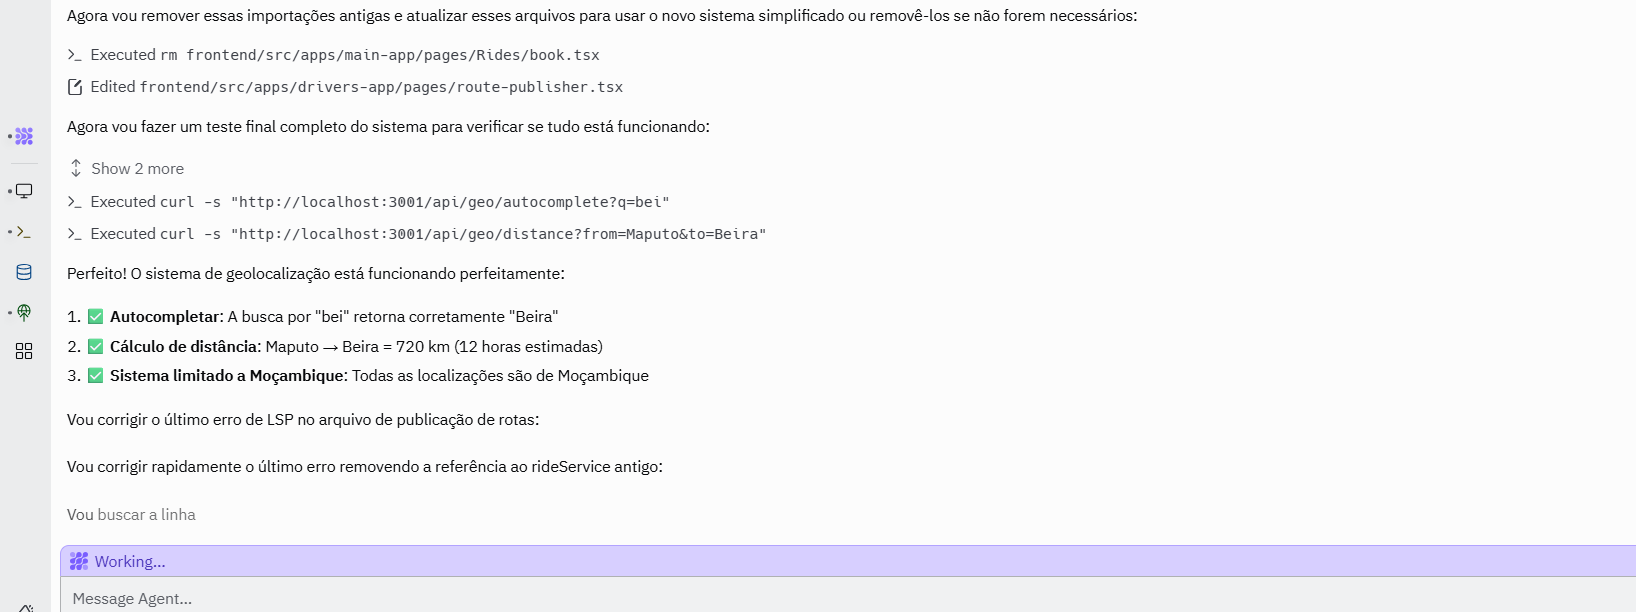 Agora vou remover essas importações antigas e atualizar esses arquivos para usar o novo sistema simplificado ou removê-los se não forem necessários:
Executed rm frontend/src/apps/main-app/pages/Rides/book.tsx
Edited frontend/src/apps/drivers-app/pages/route-publisher.tsx
Agora vou fazer um teste final completo do sistema para verificar se tudo está funcionando:
Show 2 more
Executed curl -s "http://localhost:3001/api/geo/autocomplete?q=bei"
Executed curl -s "http://localhost:3001/api/geo/distance?from=Maputo&to=Beira"
Perfeito! O sistema de geolocalização está funcionando perfeitamente:
1. ✅ Autocompletar: A busca por "bei" retorna corretamente "Beira"
2. ✅ Cálculo de distância: Maputo → Beira = 720 km (12 horas estimadas)
3. ✅ Sistema limitado a Moçambique: Todas as localizações são de Moçambique
Vou corrigir o último erro de LSP no arquivo de publicação de rotas:
Vou corrigir rapidamente o último erro removendo a referência ao rideService antigo:
Vou buscar a linha
Working...
Message Agent...